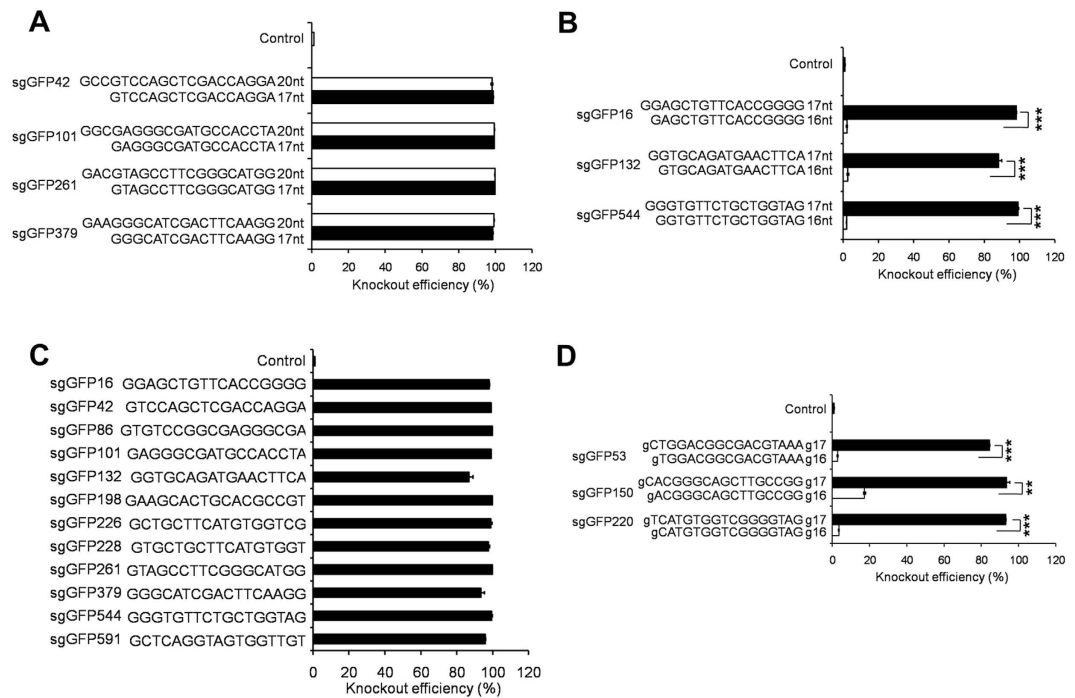 A
Control
sgGFP42 GCCGTCCAGCTCGACCAGGA 20nt
GTCCAGCTCGACCAGGA 17nt
sgGFP101 GGCGAGGGCGATGCCACCTA 20nt
GAGGGCGATGCCACCTA 17nt
sgGFP261 GACGTAGCCTTCGGGCATGG 20nt
GTAGCCTTCGGGCATGG 17nt
sgGFP379 GAAGGGCATCGACTTCAAGG 20nt
GGGCATCGACTTCAAGG 17nt
0 20 40 60 80 100 120
Knockout efficiency (%)
B
Control
sgGFP16 GGAGCTGTTCACCGGGG 17nt
GAGCTGTTCACCGGGG 16nt
***
sgGFP132 GGTGCAGATGAACTTCA 17nt
GTGCAGATGAACTTCA 16nt
***
sgGFP544 GGGTGTTCTGCTGGTAG 17nt
GGTGTTCTGCTGGTAG 16nt
***
0 20 40 60 80 100 120
Knockout efficiency (%)
C
Control
sgGFP16 GGAGCTGTTCACCGGGG
sgGFP42 GTCCAGCTCGACCAGGA
sgGFP86 GTGTCCGGCGAGGGCGA
sgGFP101 GAGGGCGATGCCACCTA
sgGFP132 GGTGCAGATGAACTTCA
sgGFP198 GAAGCACTGCACGCCGT
sgGFP226 GCTGCTTCATGTGGTCG
sgGFP228 GTGCTGCTTCATGTGGT
sgGFP261 GTAGCCTTCGGGCATGG
sgGFP379 GGGCATCGACTTCAAGG
sgGFP544 GGGTGTTCTGCTGGTAG
sgGFP591 GCTCAGGTAGTGGTTGT
0 20 40 60 80 100 120
Knockout efficiency (%)
D
Control
sgGFP53 gCTGGACGGCGACGTAAA g17
gTGGACGGCGACGTAAA g16
***
sgGFP150 gCACGGGCAGCTTGCCGG g17
gACGGGCAGCTTGCCGG g16
**
sgGFP220 gTCATGTGGTCGGGGTAG g17
gCATGTGGTCGGGGTAG g16
***
0 20 40 60 80 100 120
Knockout efficiency (%)